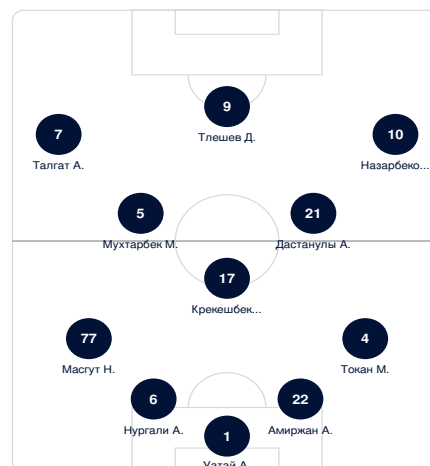 9
Тлешев Д.
7
Талгат А.
10
Назарбеко...
5
Мухтарбек М.
21
Дастанулы А.
17
Крекешбек...
77
Масгут Н.
4
Токан М.
6
Нургали А.
22
Амиржан А.
1